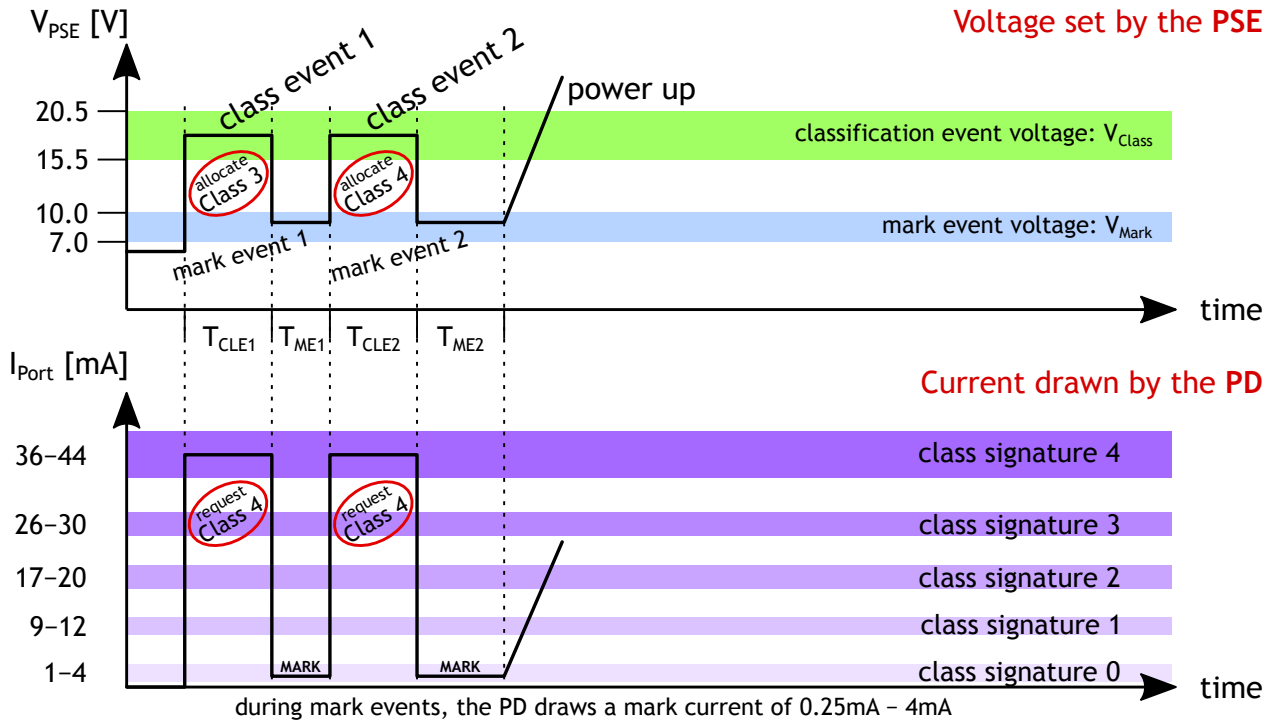 V_PSE [V]
Voltage set by the PSE
class event 1
class event 2
power up
20.5
classification event voltage: V_Class
15.5
allocate
Class 3
allocate
Class 4
10.0
mark event voltage: V_Mark
7.0
mark event 1
mark event 2
time
T_CLE1
T_ME1
T_CLE2
T_ME2
I_Port [mA]
Current drawn by the PD
36–44
class signature 4
request
Class 4
request
Class 4
26–30
class signature 3
17–20
class signature 2
9–12
class signature 1
1–4
MARK
MARK
class signature 0
time
during mark events, the PD draws a mark current of 0.25mA – 4mA